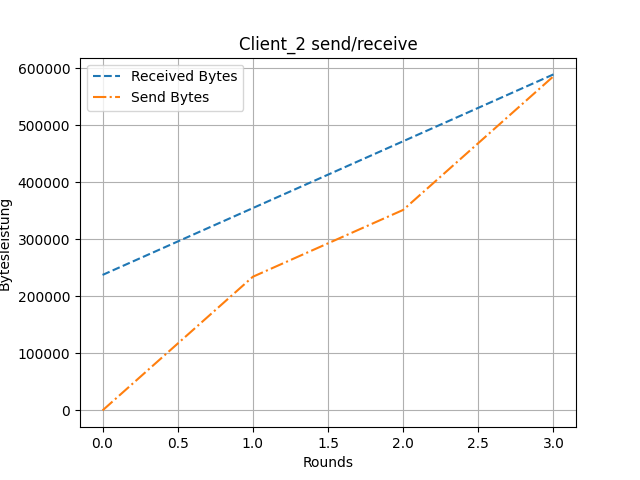 Client_2 send/receive
Received Bytes
Send Bytes
600000
500000
400000
300000
200000
100000
0
Bytesleistung
0.0 0.5 1.0 1.5 2.0 2.5 3.0
Rounds